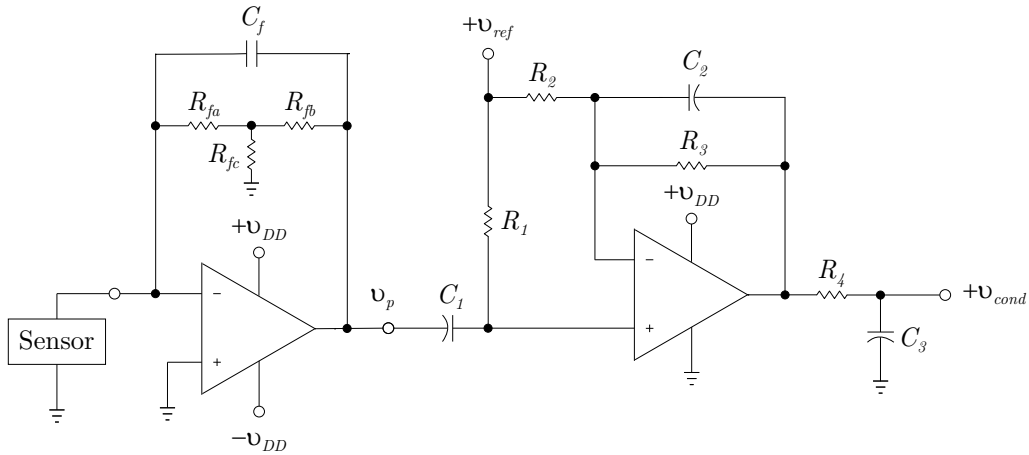 C_f
+υ_ref
R_2
C_2
R_fa
R_fb
R_fc
R_3
+υ_DD
+υ_DD
R_1
−
υ_p
C_1
−
R_4
+υ_cond
Sensor
+
+
C_3
−υ_DD